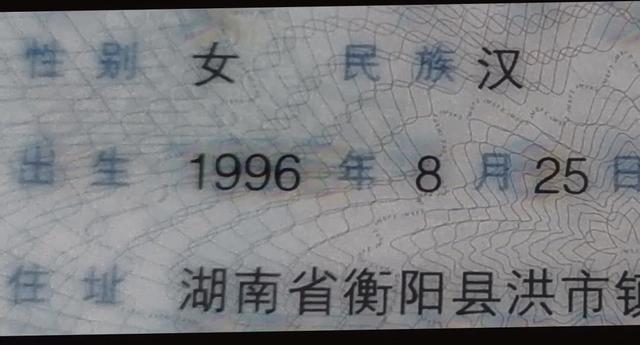 性别 女 民族 汉
出生 1996 年 8 月 25 日
住址 湖南省衡阳县洪市镇